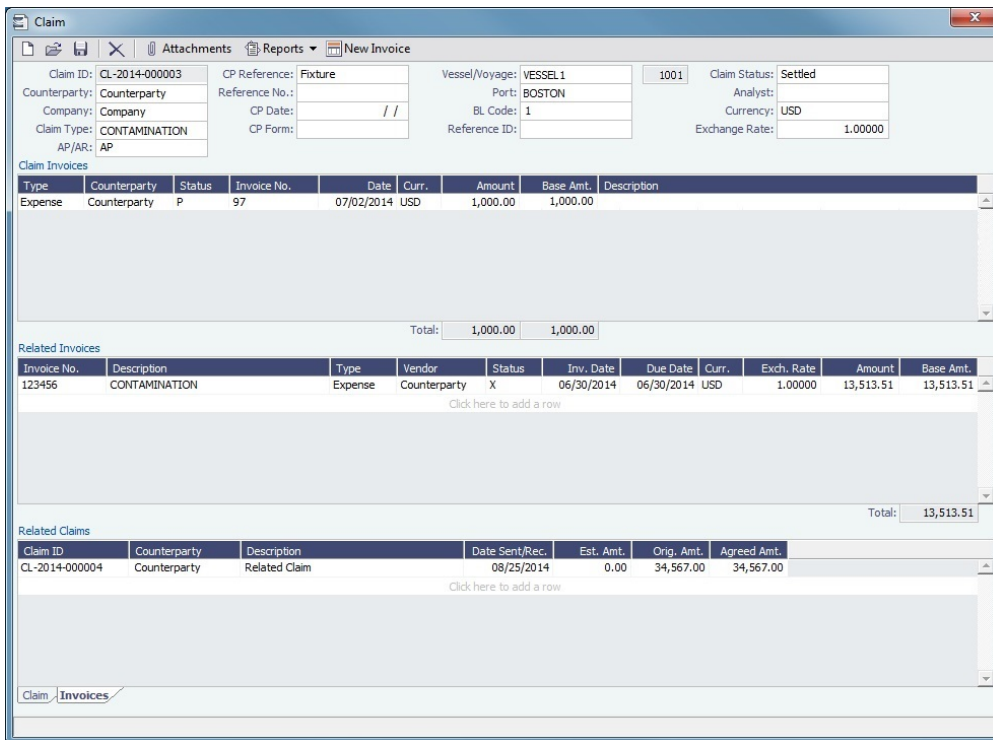 Claim
Attachments Reports New Invoice
Claim ID: CL-2014-000003 CP Reference: Fixture Vessel/Voyage: VESSEL1 1001 Claim Status: Settled
Counterparty: Counterparty Reference No.: Port: BOSTON Analyst:
Company: Company CP Date: / / BL Code: 1 Currency: USD
Claim Type: CONTAMINATION CP Form: Reference ID: Exchange Rate: 1.00000
AP/AR: AP
Claim Invoices
Type Counterparty Status Invoice No. Date Curr. Amount Base Amt. Description
Expense Counterparty P 97 07/02/2014 USD 1,000.00 1,000.00
Total: 1,000.00 1,000.00
Related Invoices
Invoice No. Description Type Vendor Status Inv. Date Due Date Curr. Exch. Rate Amount Base Amt.
123456 CONTAMINATION Expense Counterparty X 06/30/2014 06/30/2014 USD 1.00000 13,513.51 13,513.51
Click here to add a row
Total: 13,513.51
Related Claims
Claim ID Counterparty Description Date Sent/Rec. Est. Amt. Orig. Amt. Agreed Amt.
CL-2014-000004 Counterparty Related Claim 08/25/2014 0.00 34,567.00 34,567.00
Click here to add a row
Claim Invoices